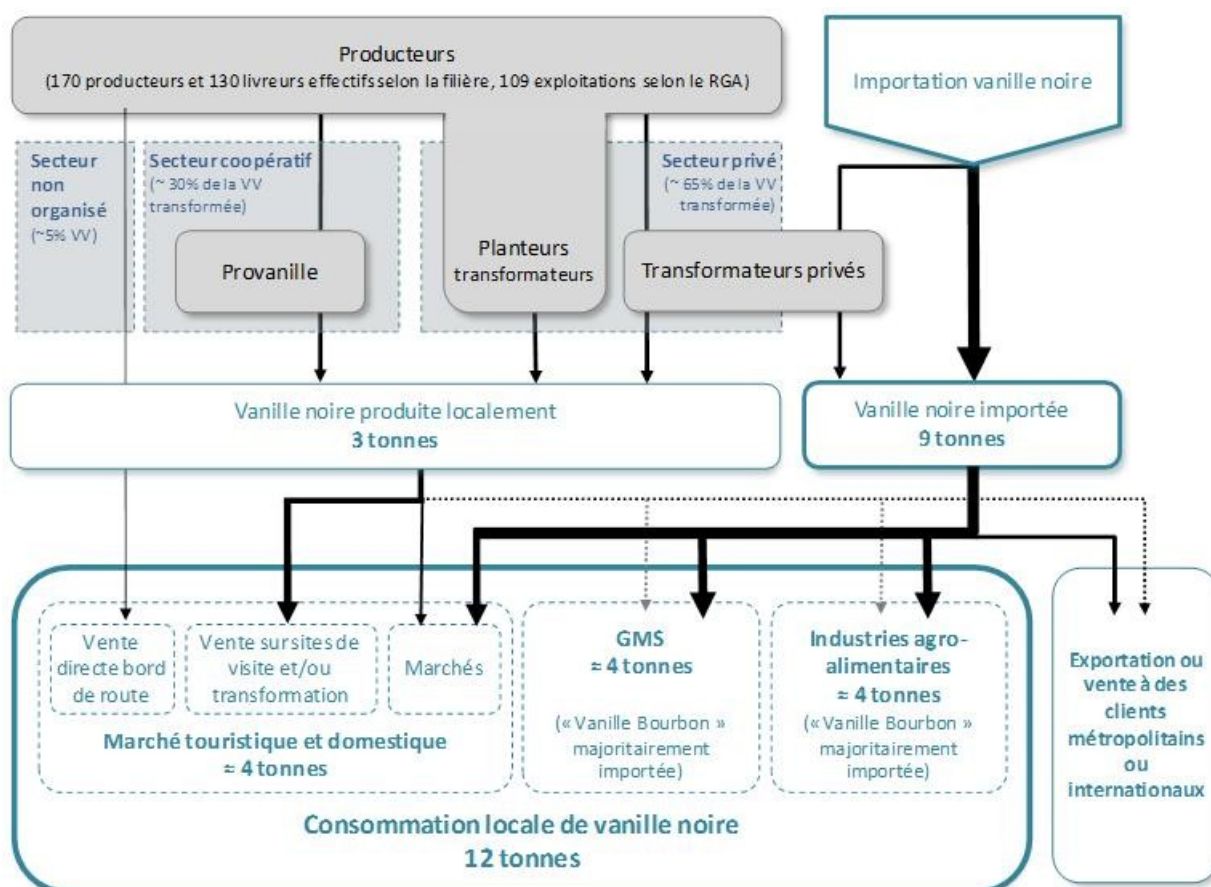 Producteurs
(170 producteurs et 130 livreurs effectifs selon la filière, 109 exploitations selon le RGA)
Importation vanille noire
Secteur
non
organisé
(~5% VV)
Secteur coopératif
(~ 30% de la VV
transformée)
Secteur privé
(~ 65% de la VV
transformée)
Provanille
Planteurs
transformateurs
Transformateurs privés
Vanille noire produite localement
3 tonnes
Vanille noire importée
9 tonnes
Vente
directe bord
de route
Vente sur sites de
visite et/ou
transformation
Marchés
Marché touristique et domestique
≈ 4 tonnes
GMS
≈ 4 tonnes
(« Vanille Bourbon »
majoritairement
importée)
Industries agro-
alimentaires
≈ 4 tonnes
(« Vanille Bourbon »
majoritairement
importée)
Exportation ou
vente à des
clients
métropolitains
ou
internationaux
Consommation locale de vanille noire
12 tonnes